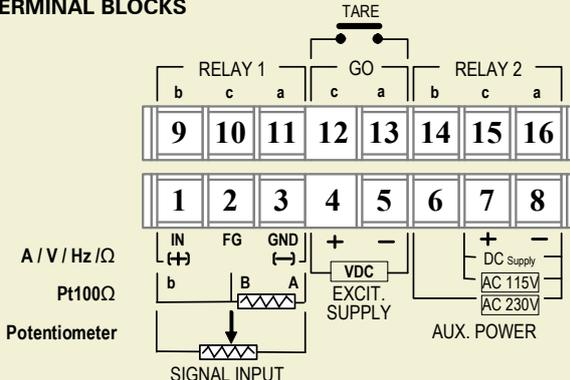 ERMINAL BLOCKS
TARE
RELAY 1 GO RELAY 2
b c a c a b c a
9 10 11 12 13 14 15 16
1 2 3 4 5 6 7 8
IN FG GND + − + −
A / V / Hz /Ω (+) (−) DC Supply
VDC
b B A AC 115V
Pt100Ω EXCIT. AC 230V
SUPPLY
Potentiometer AUX. POWER
SIGNAL INPUT